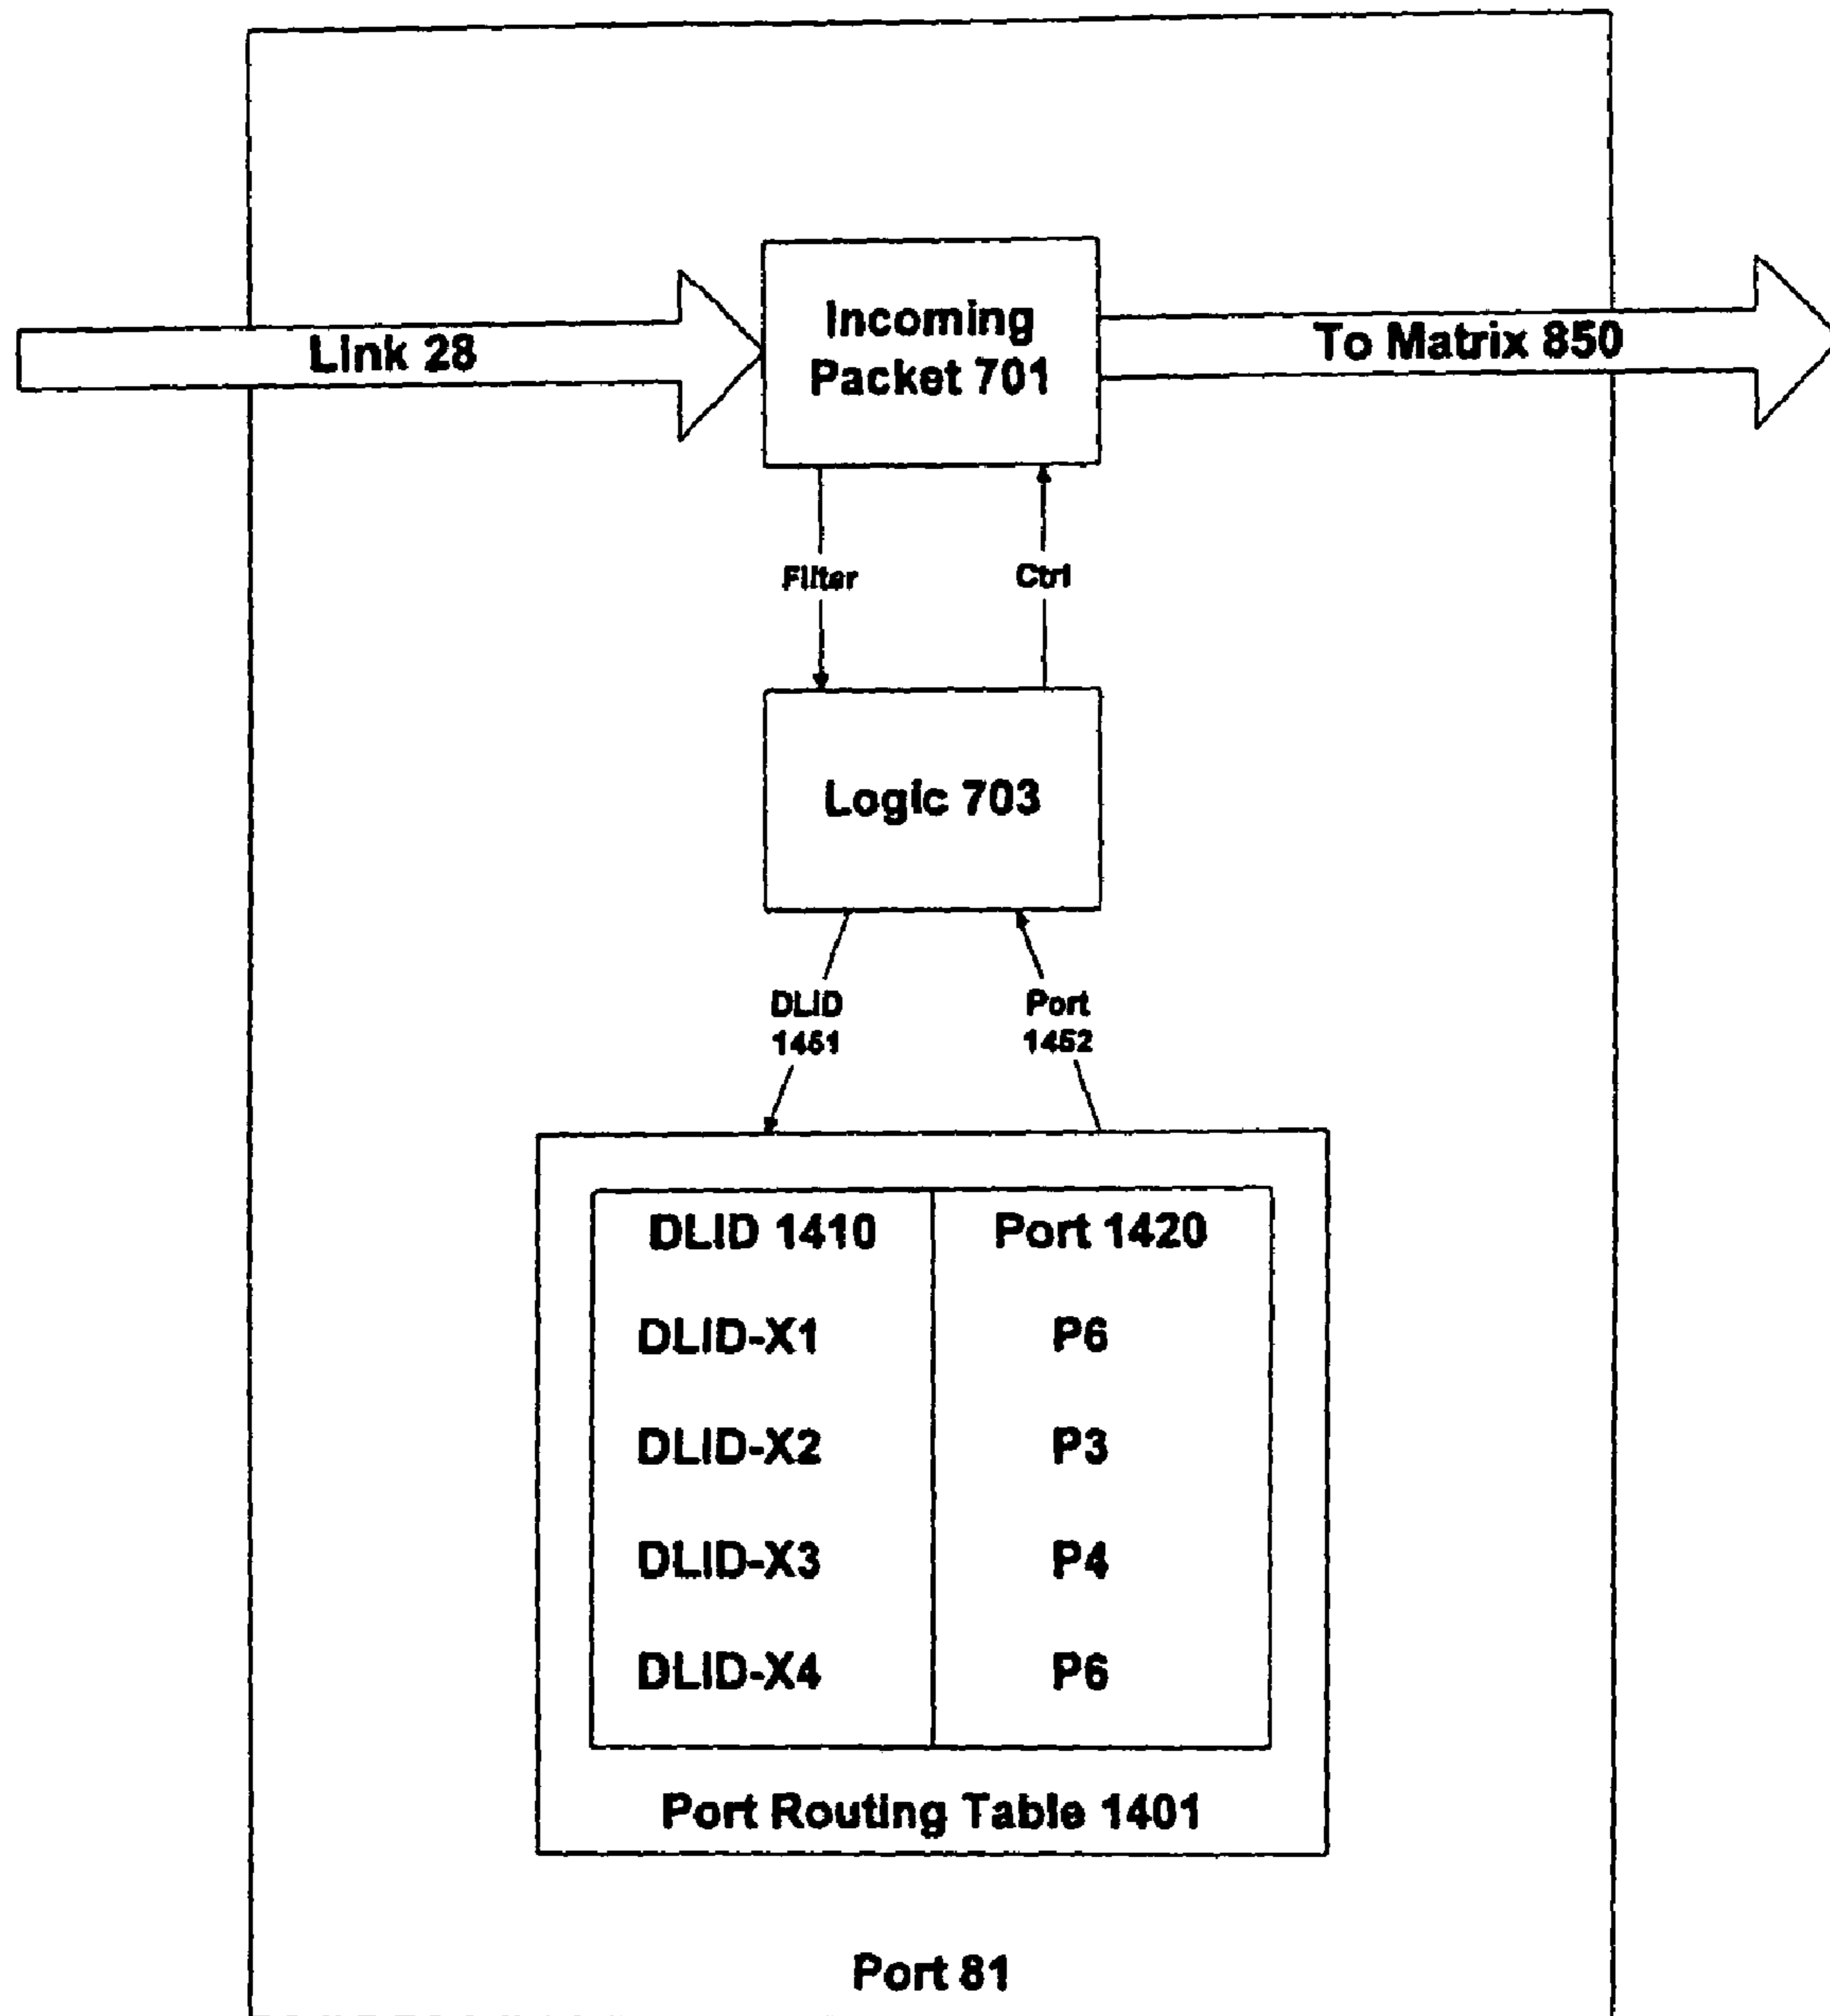 Incoming
Packet 701
Link 28
To Matrix 850
Filter
Ctrl
Logic 703
DLID
1451
Port
1452
DLID 1410
Port 1420
DLID-X1
P6
DLID-X2
P3
DLID-X3
P4
DLID-X4
P6
Port Routing Table 1401
Port 81